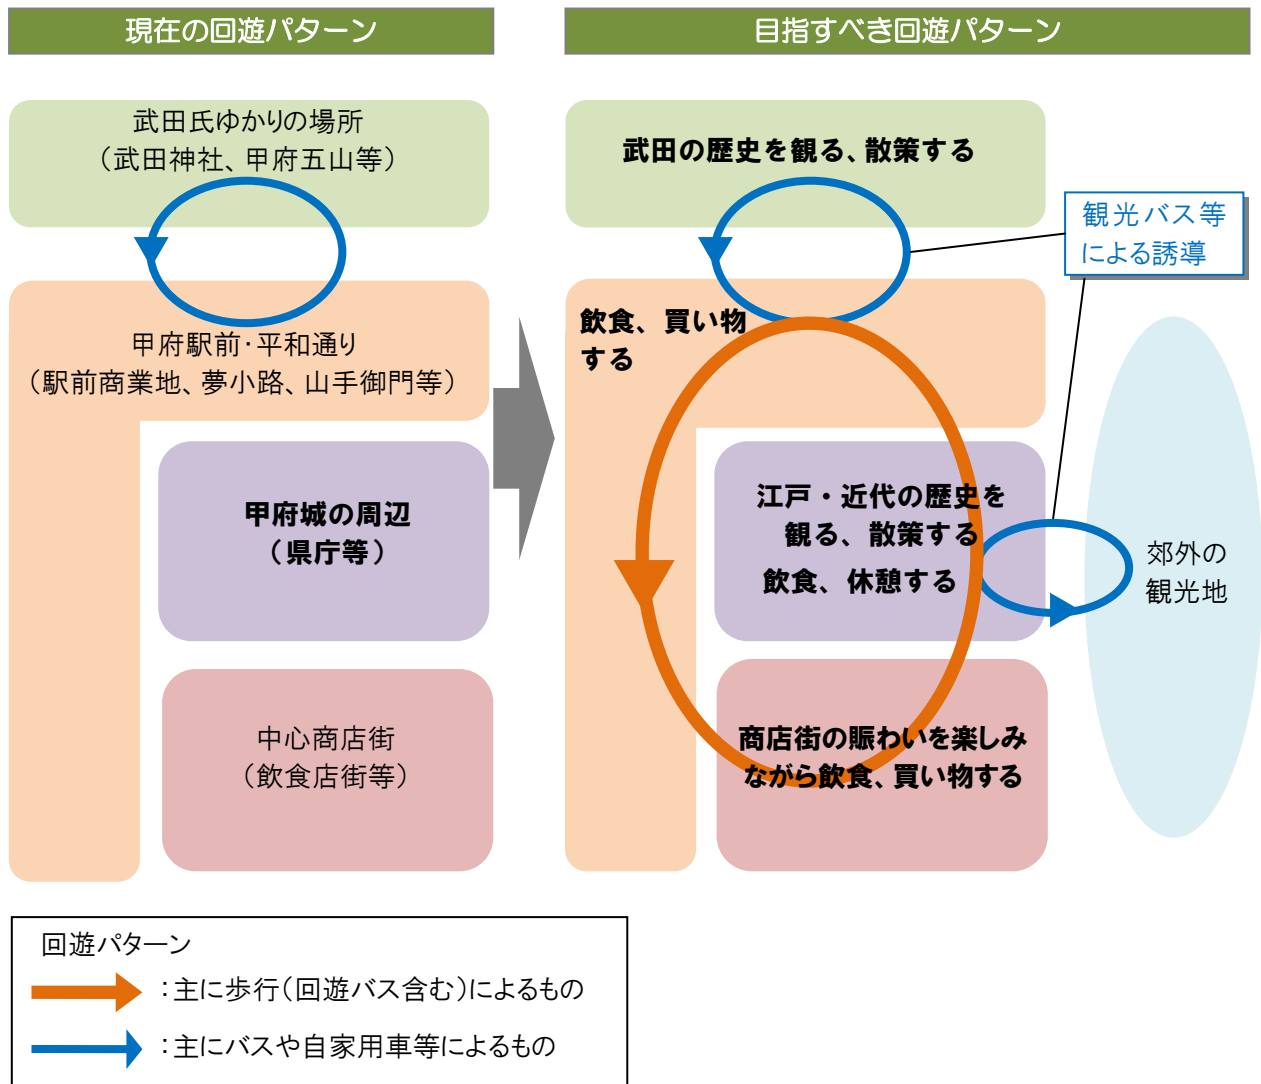 現在の回遊パターン
目指すべき回遊パターン
武田氏ゆかりの場所
（武田神社、甲府五山等）
甲府駅前・平和通り
（駅前商業地、夢小路、山手御門等）
甲府城の周辺
（県庁等）
中心商店街
（飲食店街等）
武田の歴史を観る、散策する
観光バス等
による誘導
飲食、買い物
する
江戸・近代の歴史を
観る、散策する
飲食、休憩する
郊外の
観光地
商店街の賑わいを楽しみ
ながら飲食、買い物する
回遊パターン
：主に歩行（回遊バス含む）によるもの
：主にバスや自家用車等によるもの